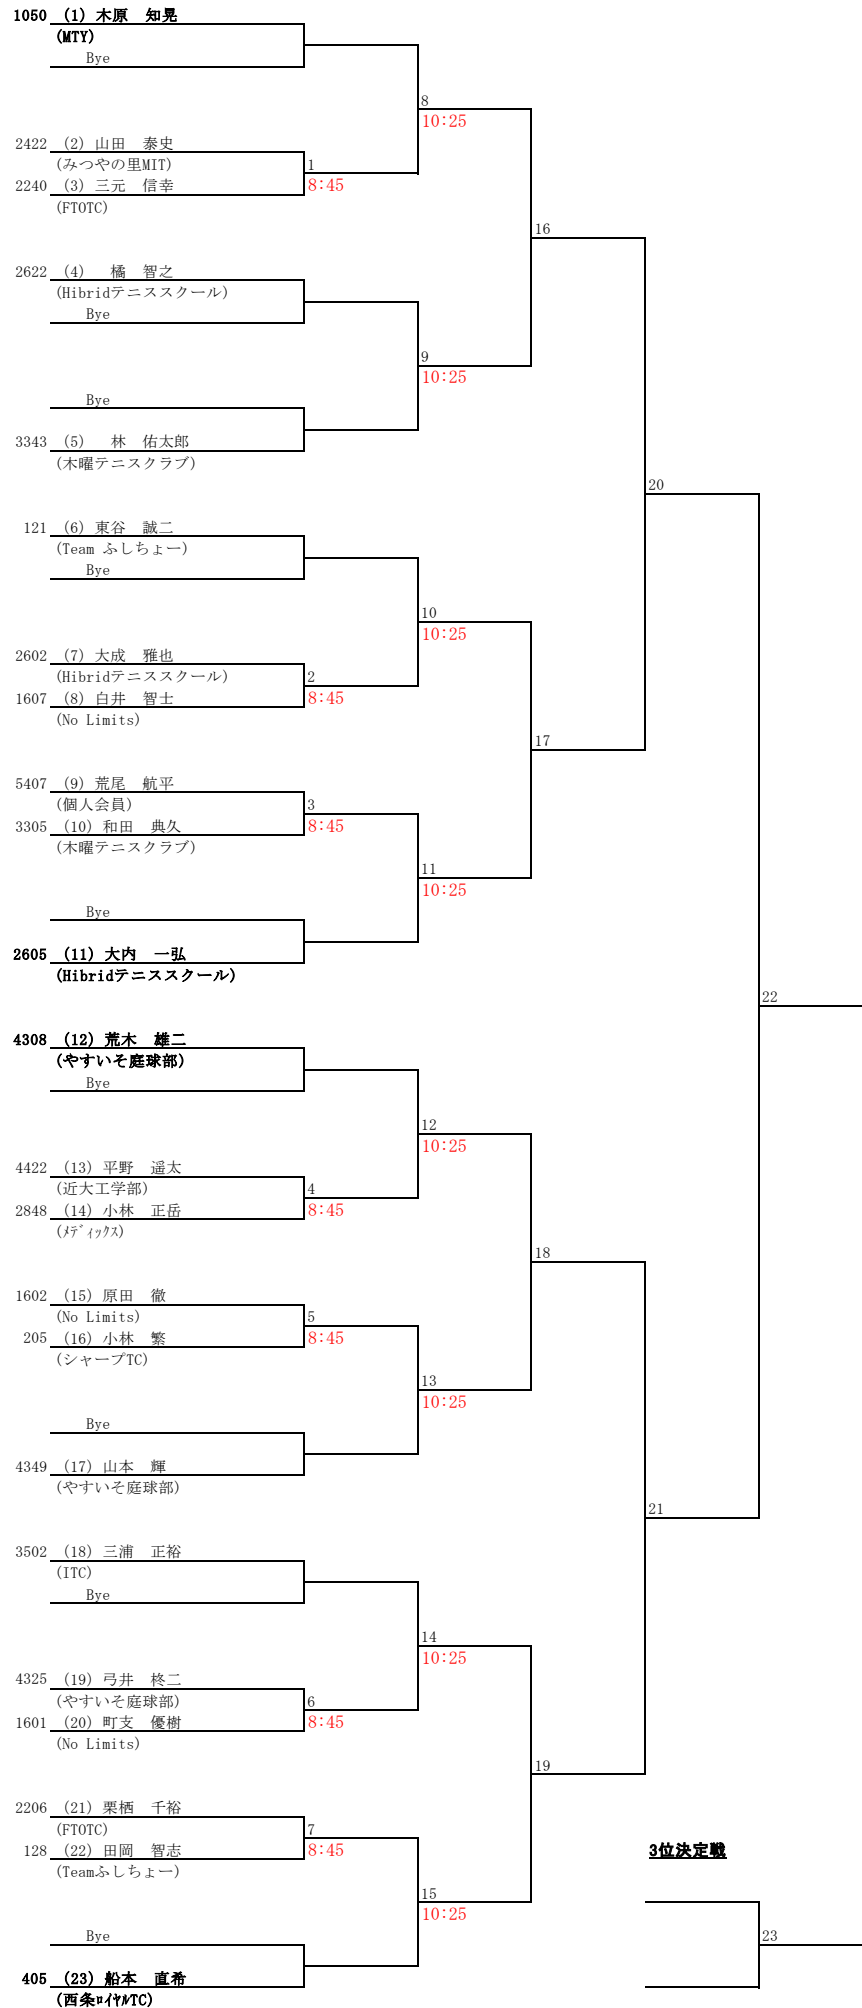 1050 (1) 木原　知晃
(MTY)
Bye
8
10:25
2422 (2) 山田　泰史
(みつやの里MIT)
1
2240 (3) 三元　信幸
8:45
(FTOTC)
16
2622 (4)　橘　智之
(Hibridテニススクール)
Bye
9
10:25
Bye
3343 (5)　林　佑太郎
(木曜テニスクラブ)
20
121 (6) 東谷　誠二
(Team ふしちょー)
Bye
10
10:25
2602 (7) 大成　雅也
(Hibridテニススクール)
2
1607 (8) 白井　智士
8:45
(No Limits)
17
5407 (9) 荒尾　航平
(個人会員)
3
3305 (10) 和田　典久
8:45
(木曜テニスクラブ)
11
10:25
Bye
2605 (11) 大内　一弘
(Hibridテニススクール)
22
4308 (12) 荒木　雄二
(やすいそ庭球部)
Bye
12
10:25
4422 (13) 平野　遥太
(近大工学部)
4
2848 (14) 小林　正岳
8:45
(ﾒﾃﾞｨｯｸｽ)
18
1602 (15) 原田　徹
(No Limits)
5
205 (16) 小林　繁
8:45
(シャープTC)
13
10:25
Bye
4349 (17) 山本　輝
(やすいそ庭球部)
21
3502 (18) 三浦　正裕
(ITC)
Bye
14
10:25
4325 (19) 弓井　柊二
(やすいそ庭球部)
6
1601 (20) 町支　優樹
8:45
(No Limits)
19
2206 (21) 栗栖　千裕
(FTOTC)
7
128 (22) 田岡　智志
8:45
3位決定戦
(Teamふしちょー)
15
10:25
Bye
23
405 (23) 船本　直希
(西条ﾛｲﾔﾙTC)